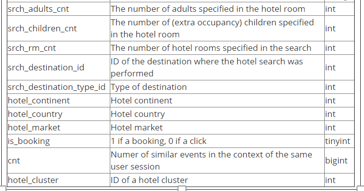 srch_adults_cnt The number of adults specified in the hotel room int
srch_children_cnt The number of (extra occupancy) children specified in the hotel room int
srch_rm_cnt The number of hotel rooms specified in the search int
srch_destination_id ID of the destination where the hotel search was performed int
srch_destination_type_id Type of destination int
hotel_continent Hotel continent int
hotel_country Hotel country int
hotel_market Hotel market int
is_booking 1 if a booking, 0 if a click tinyint
cnt Numer of similar events in the context of the same user session bigint
hotel_cluster ID of a hotel cluster int